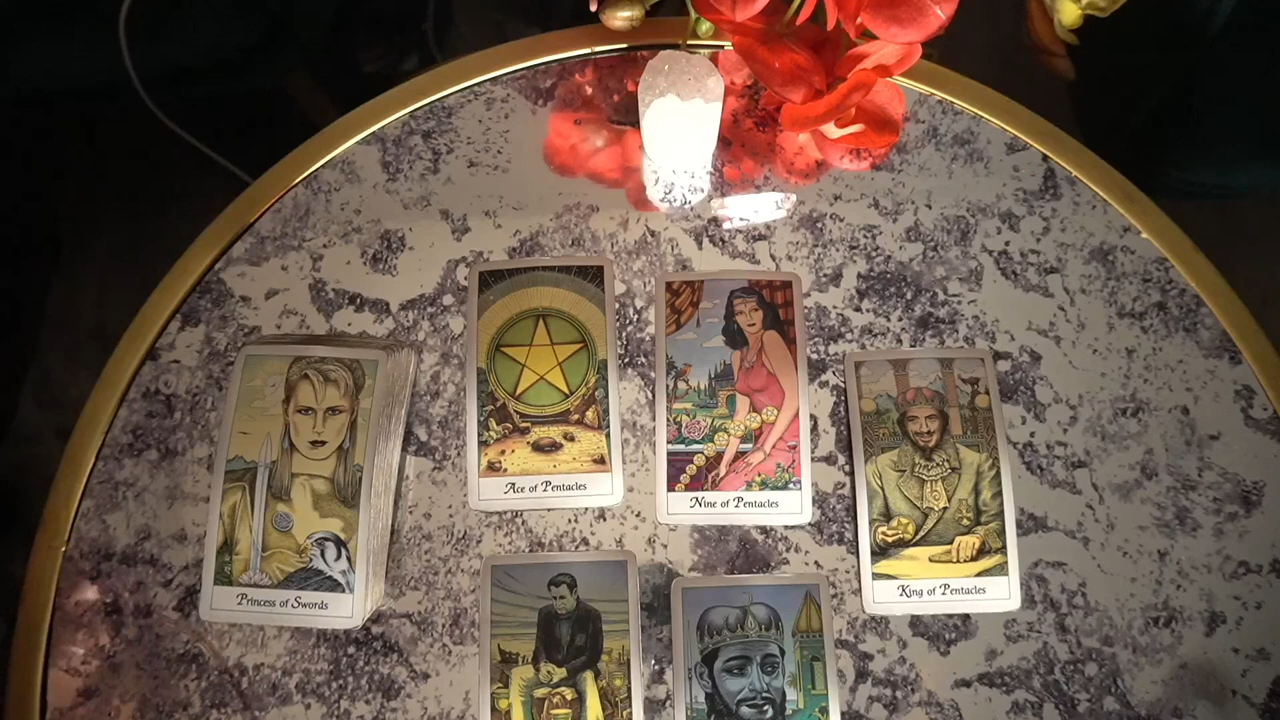 Ace of Pentacles
Nine of Pentacles
King of Pentacles
Princess of Swords